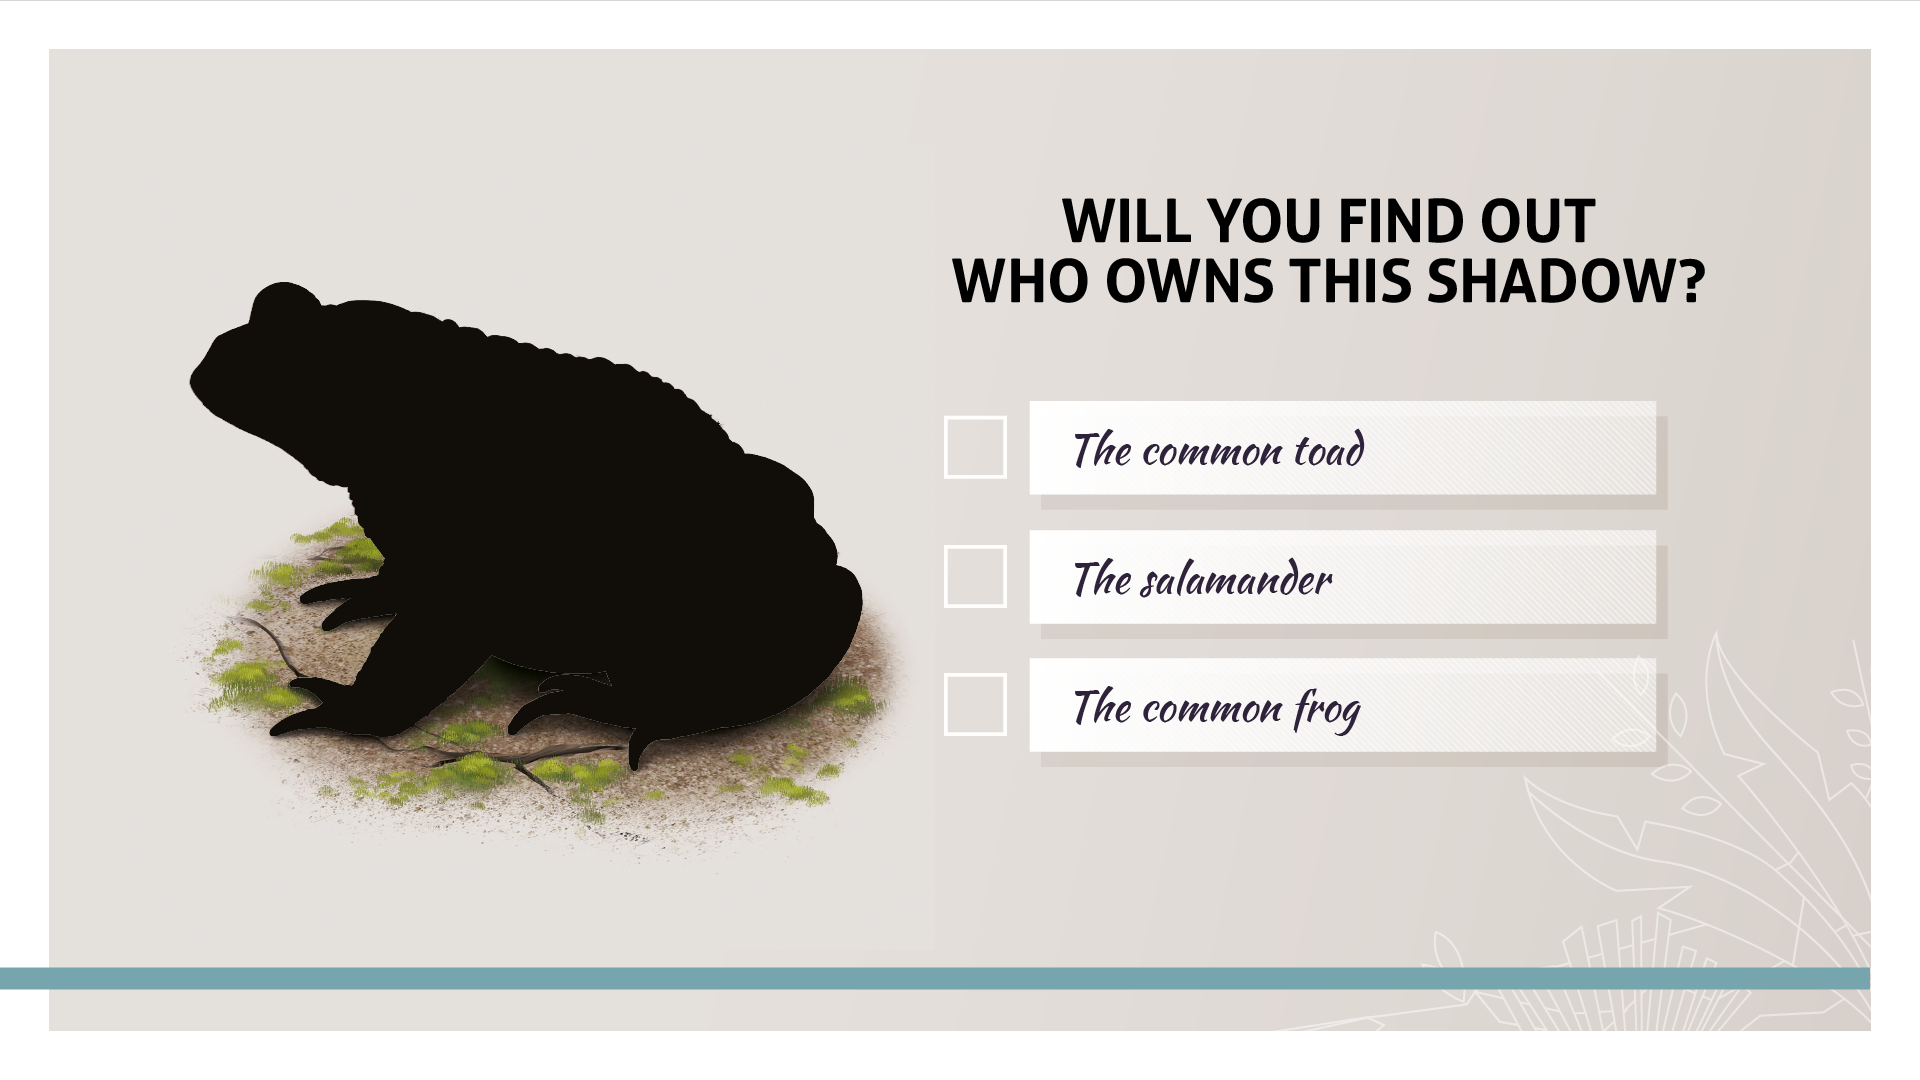 WILL YOU FIND OUT
WHO OWNS THIS SHADOW?
The common toad
The salamander
The common frog